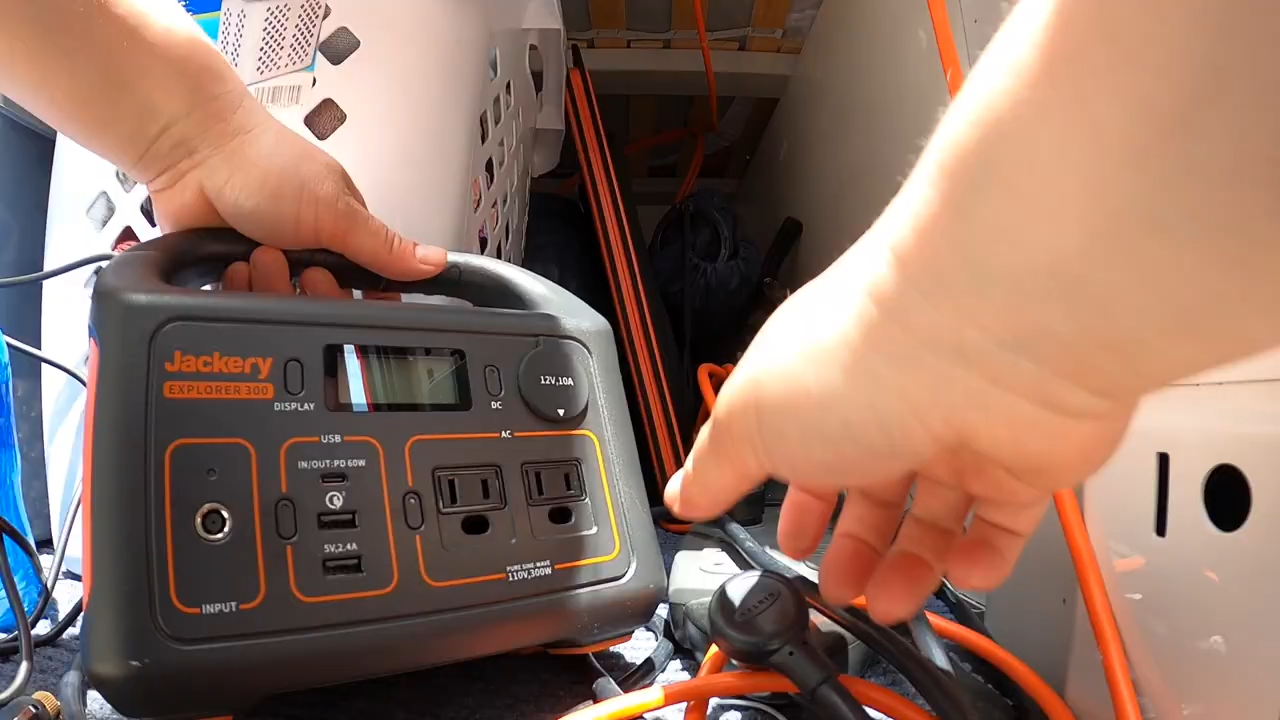 Jackery
EXPLORER 300
DISPLAY
DC
12V,10A
USB
IN/OUT:PD 60W
5V,2.4A
AC
PURE SINE-WAVE
110V,300W
INPUT
BELKIN